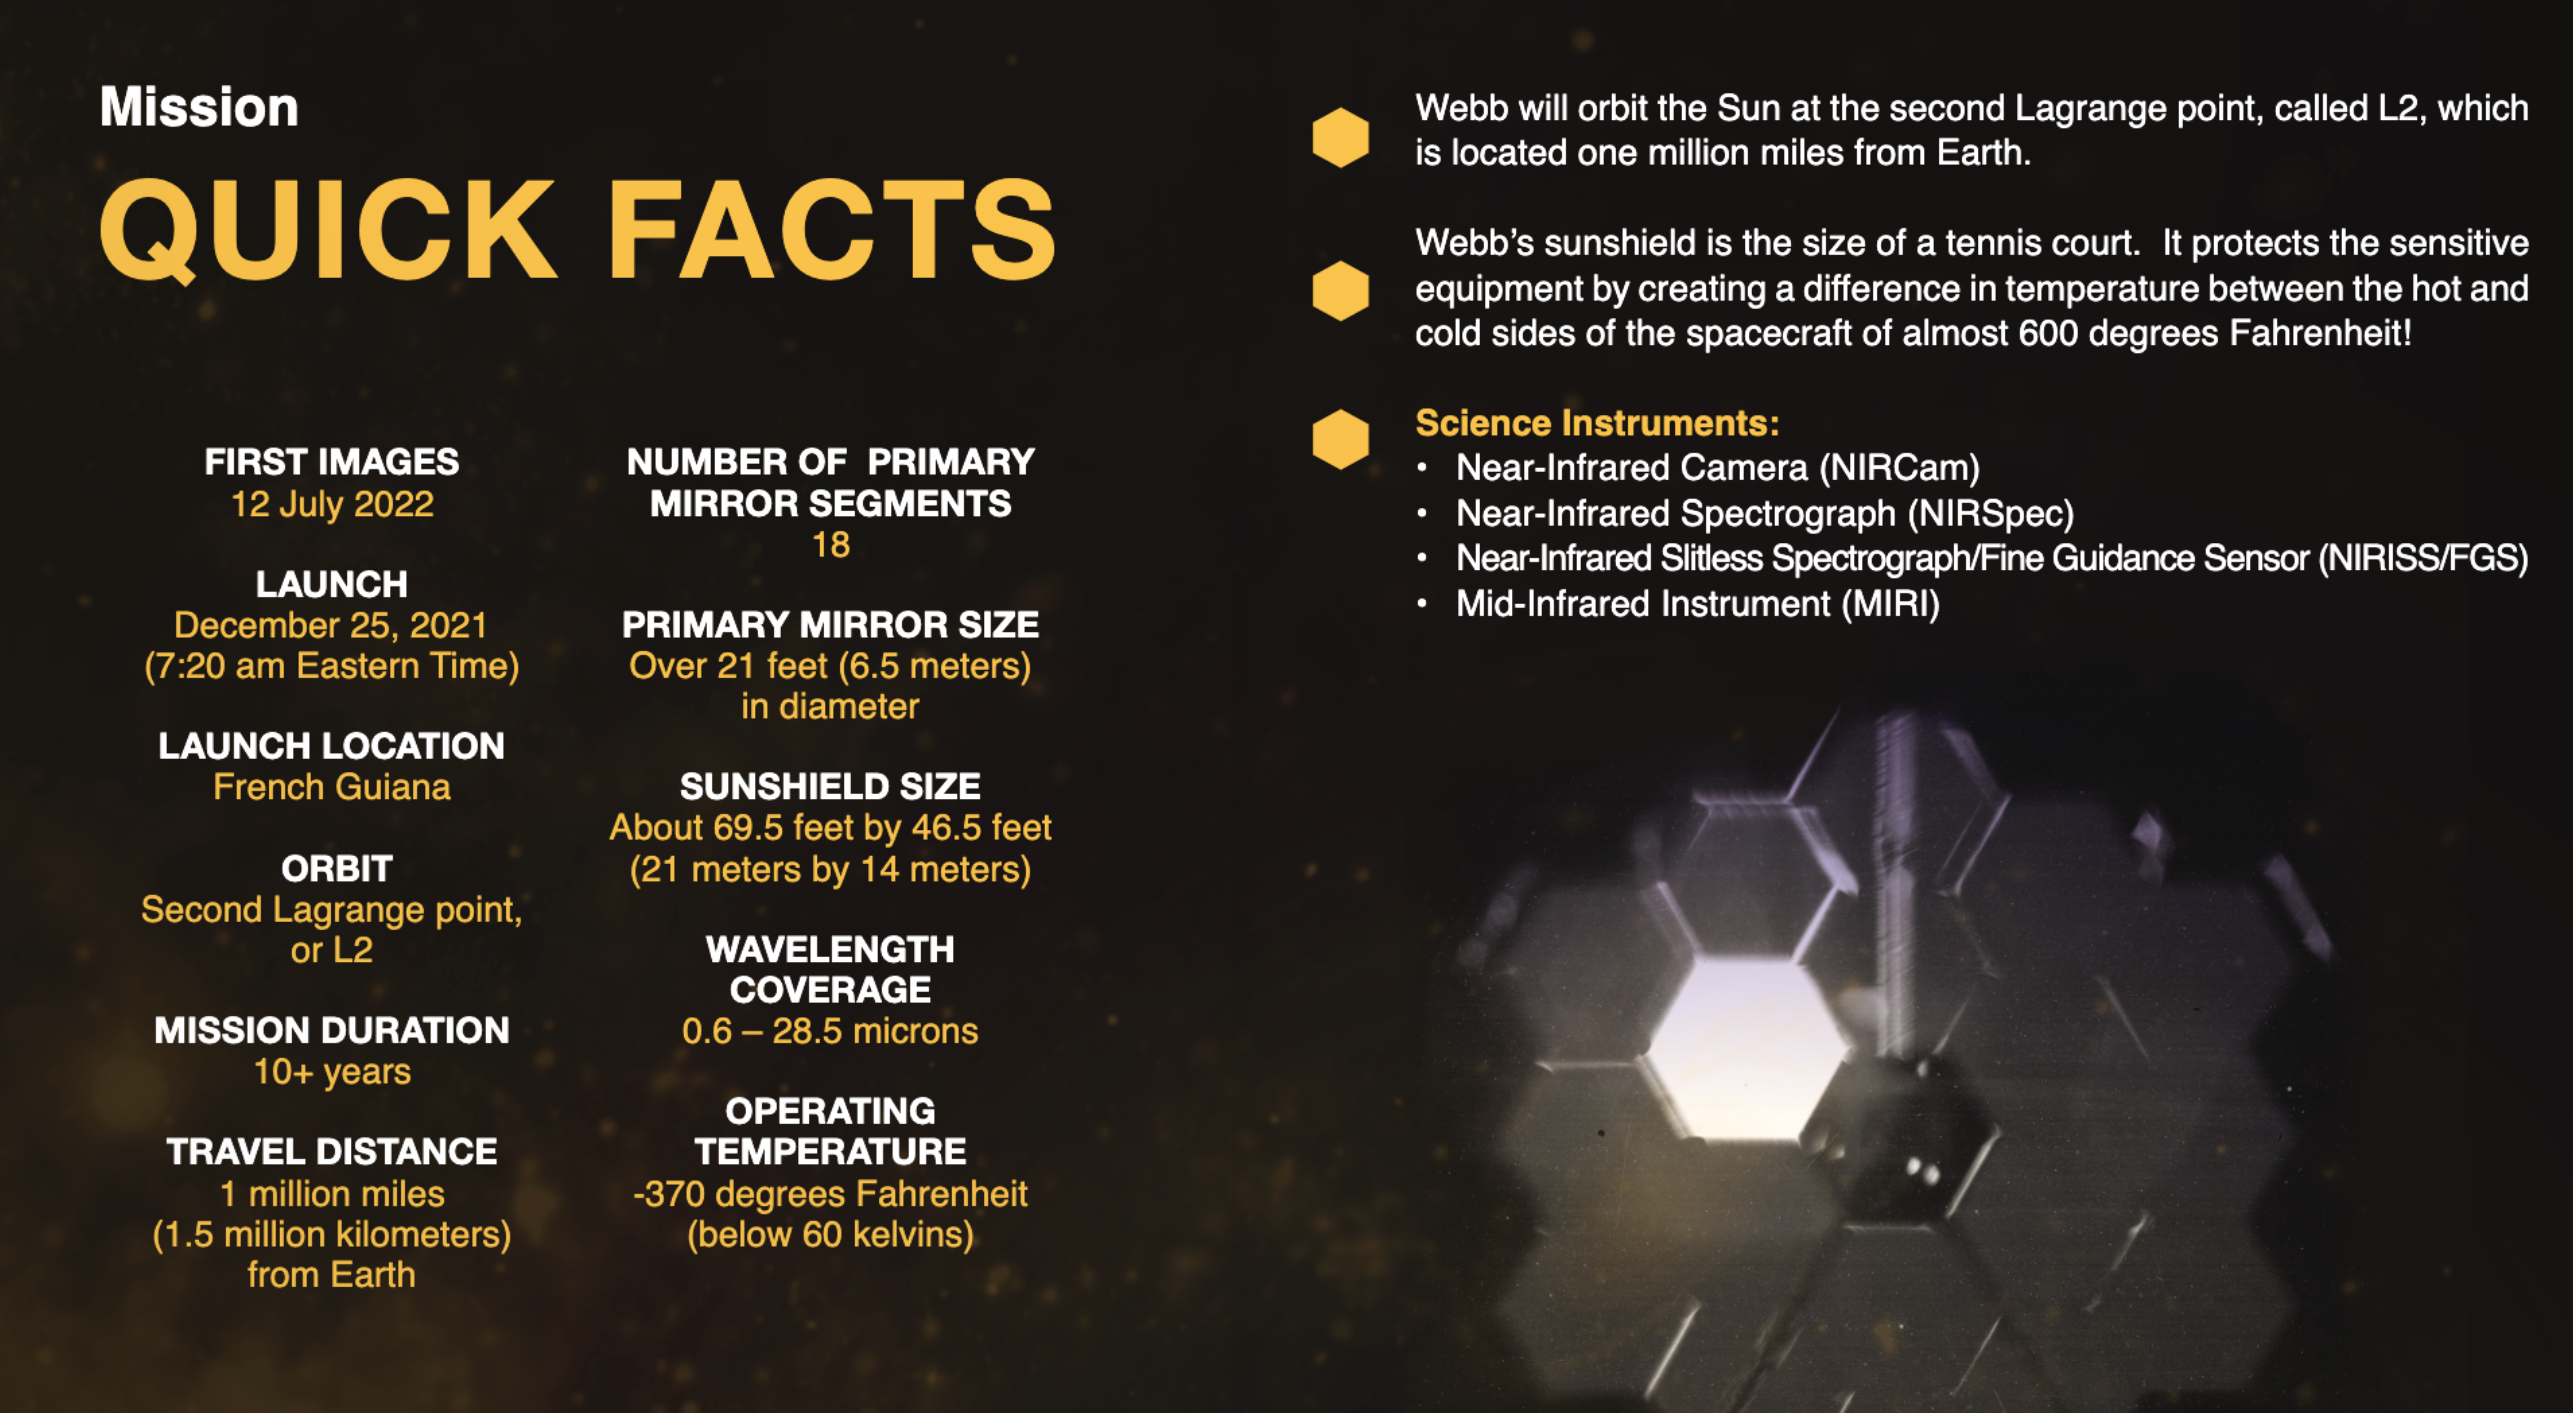 Mission
QUICK FACTS
FIRST IMAGES
12 July 2022
LAUNCH
December 25, 2021
(7:20 am Eastern Time)
LAUNCH LOCATION
French Guiana
ORBIT
Second Lagrange point,
or L2
MISSION DURATION
10+ years
TRAVEL DISTANCE
1 million miles
(1.5 million kilometers)
from Earth
NUMBER OF PRIMARY
MIRROR SEGMENTS
18
PRIMARY MIRROR SIZE
Over 21 feet (6.5 meters)
in diameter
SUNSHIELD SIZE
About 69.5 feet by 46.5 feet
(21 meters by 14 meters)
WAVELENGTH
COVERAGE
0.6 – 28.5 microns
OPERATING
TEMPERATURE
-370 degrees Fahrenheit
(below 60 kelvins)
Webb will orbit the Sun at the second Lagrange point, called L2, which
is located one million miles from Earth.
Webb's sunshield is the size of a tennis court. It protects the sensitive
equipment by creating a difference in temperature between the hot and
cold sides of the spacecraft of almost 600 degrees Fahrenheit!
Science Instruments:
• Near-Infrared Camera (NIRCam)
• Near-Infrared Spectrograph (NIRSpec)
• Near-Infrared Slitless Spectrograph/Fine Guidance Sensor (NIRISS/FGS)
• Mid-Infrared Instrument (MIRI)